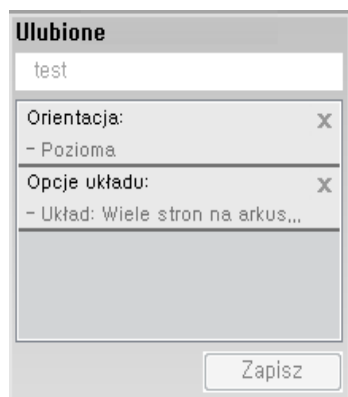 Ulubione
test
Orientacja:
X
- Pozioma
Opcje układu:
X
- Układ: Wiele stron na arkus,,,
Zapisz